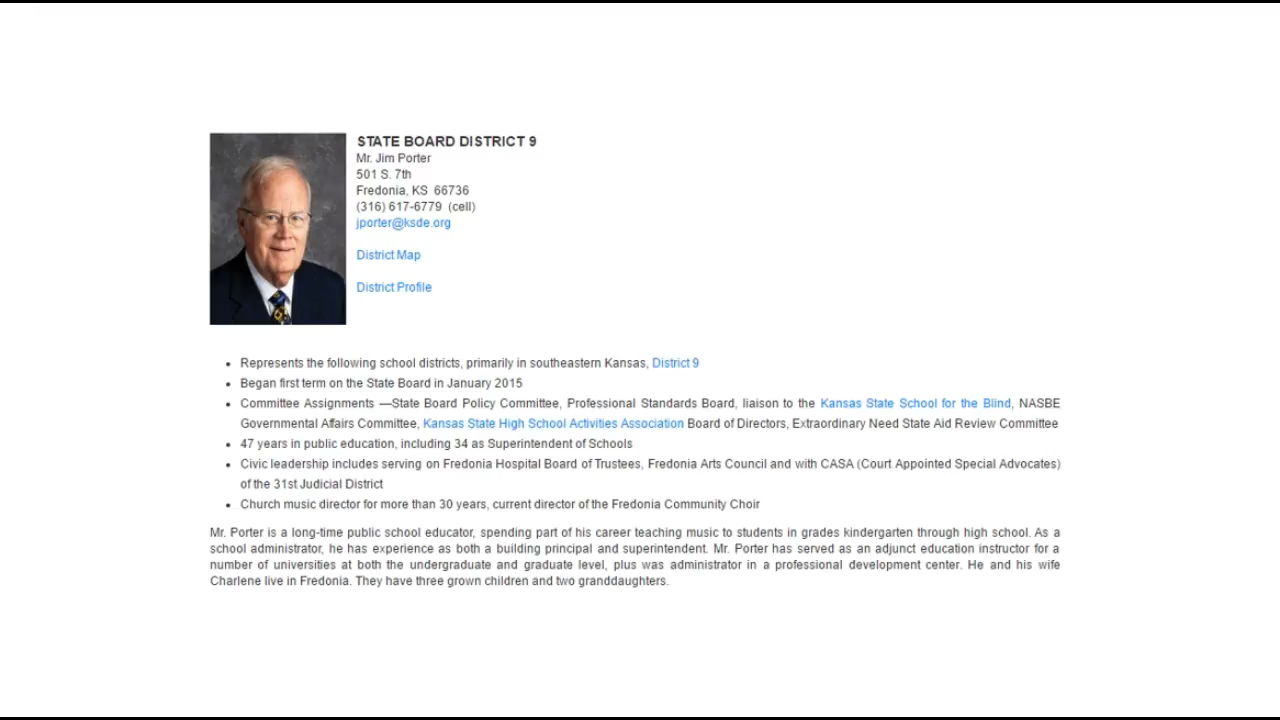 STATE BOARD DISTRICT 9
Mr. Jim Porter
501 S. 7th
Fredonia, KS 66736
(316) 617-6779 (cell)
jporter@ksde.org
District Map
District Profile
• Represents the following school districts, primarily in southeastern Kansas, District 9
• Began first term on the State Board in January 2015
• Committee Assignments —State Board Policy Committee, Professional Standards Board, liaison to the Kansas State School for the Blind, NASBE
Governmental Affairs Committee, Kansas State High School Activities Association Board of Directors, Extraordinary Need State Aid Review Committee
• 47 years in public education, including 34 as Superintendent of Schools
• Civic leadership includes serving on Fredonia Hospital Board of Trustees, Fredonia Arts Council and with CASA (Court Appointed Special Advocates)
of the 31st Judicial District
• Church music director for more than 30 years, current director of the Fredonia Community Choir
Mr. Porter is a long-time public school educator, spending part of his career teaching music to students in grades kindergarten through high school. As a
school administrator, he has experience as both a building principal and superintendent. Mr. Porter has served as an adjunct education instructor for a
number of universities at both the undergraduate and graduate level, plus was administrator in a professional development center. He and his wife
Charlene live in Fredonia. They have three grown children and two granddaughters.